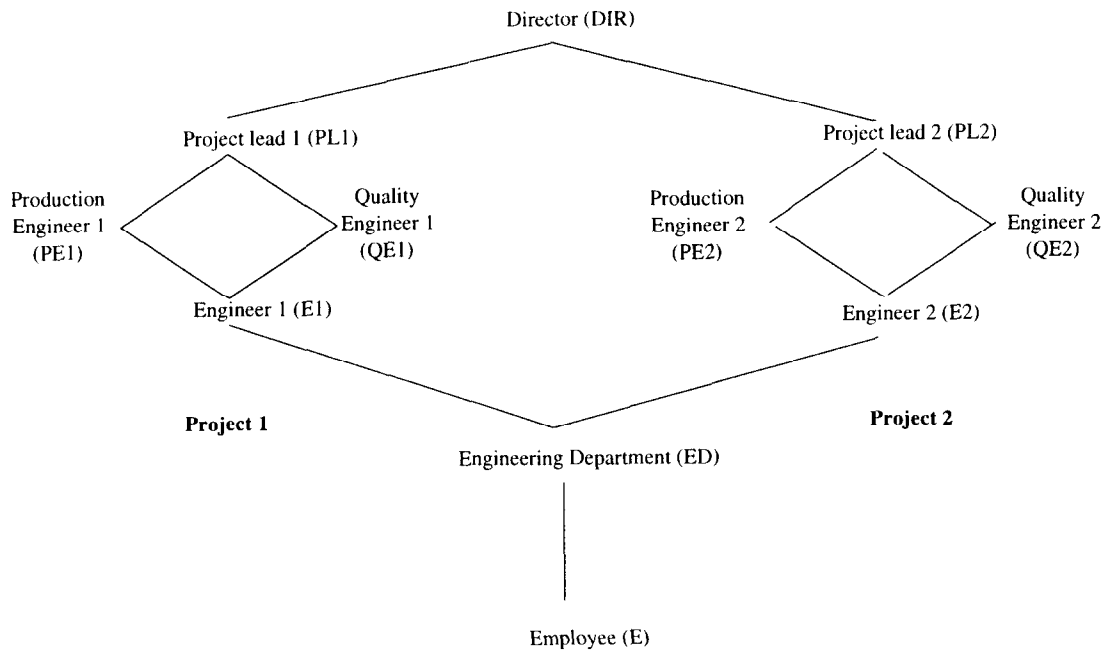 Director (DIR)
Project lead 1 (PL1)
Project lead 2 (PL2)
Production
Engineer 1
(PE1)
Quality
Engineer 1
(QE1)
Production
Engineer 2
(PE2)
Quality
Engineer 2
(QE2)
Engineer 1 (E1)
Engineer 2 (E2)
Project 1
Project 2
Engineering Department (ED)
Employee (E)